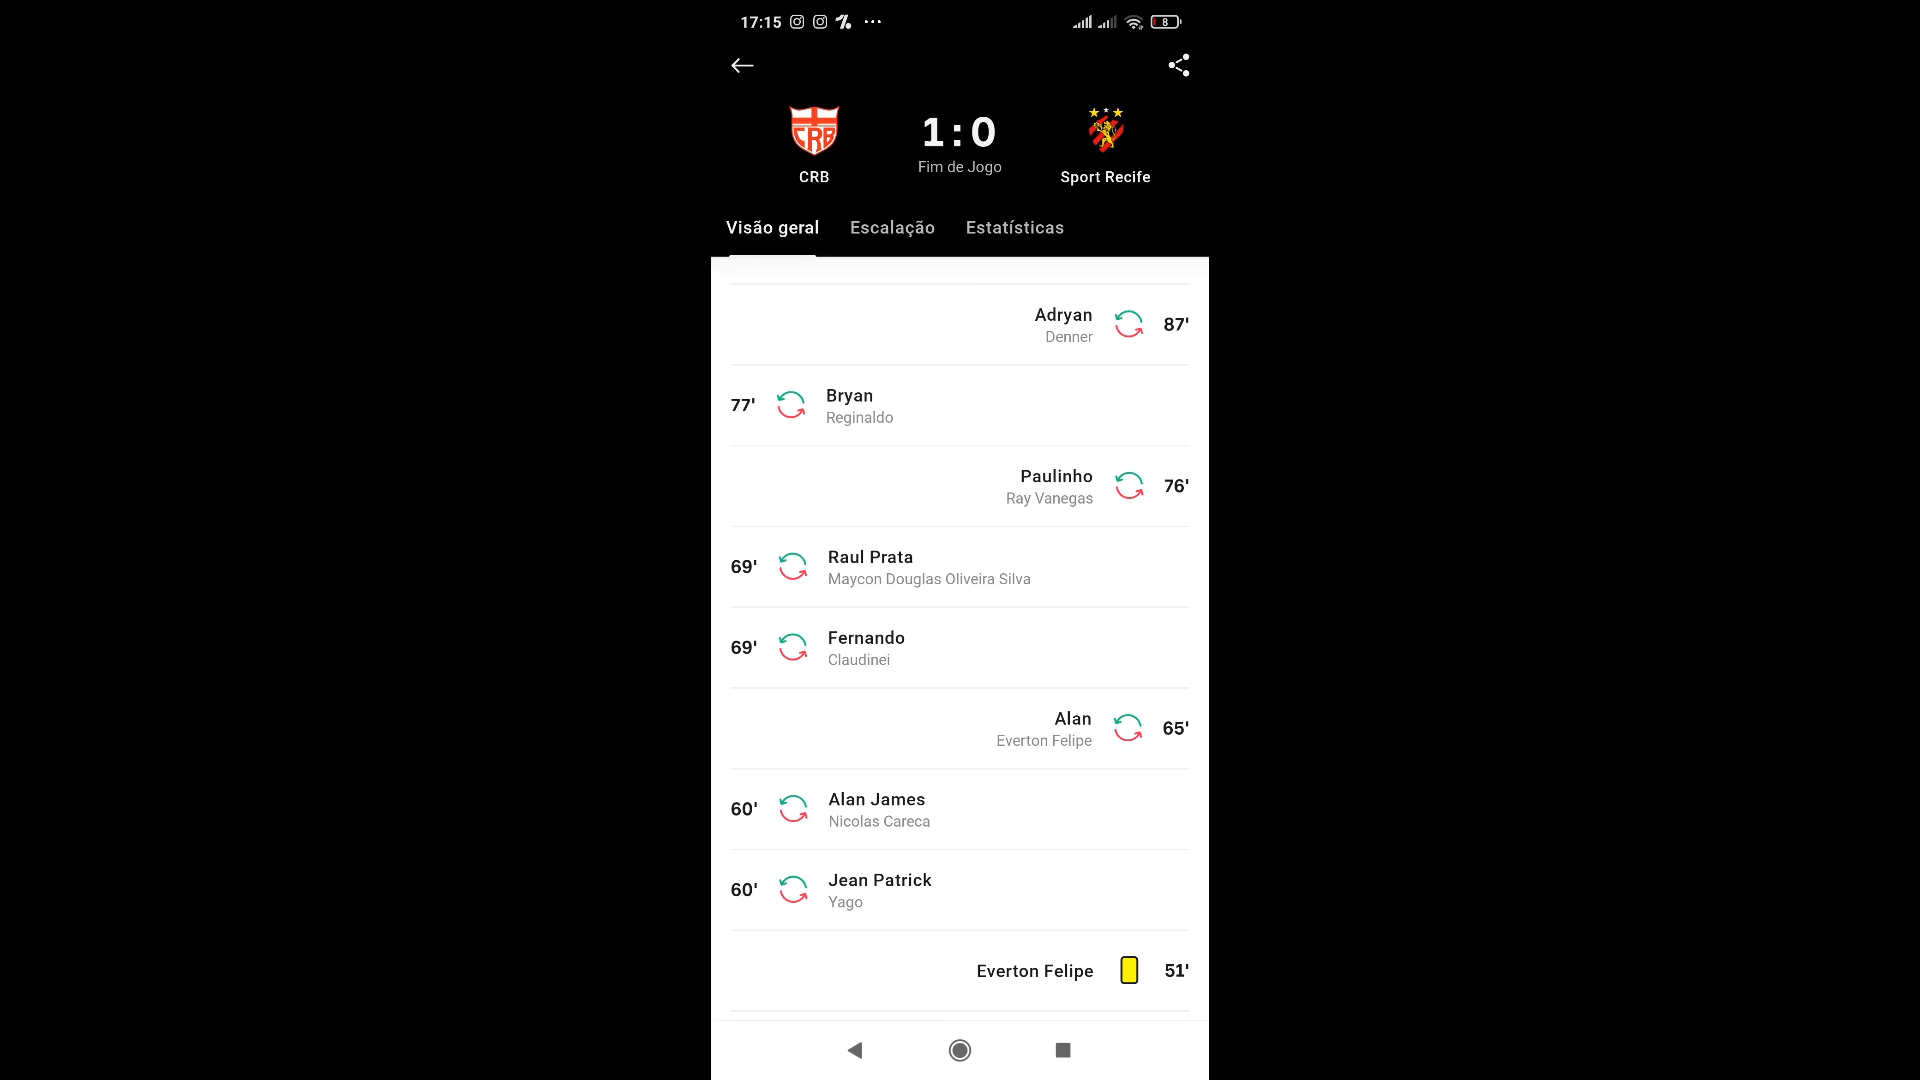 17:15
8
CRB
1:0
Fim de Jogo
CRB
Sport Recife
Visão geral
Escalação
Estatísticas
Adryan
Denner
87'
77'
Bryan
Reginaldo
Paulinho
Ray Vanegas
76'
69'
Raul Prata
Maycon Douglas Oliveira Silva
69'
Fernando
Claudinei
Alan
Everton Felipe
65'
60'
Alan James
Nicolas Careca
60'
Jean Patrick
Yago
Everton Felipe
51'